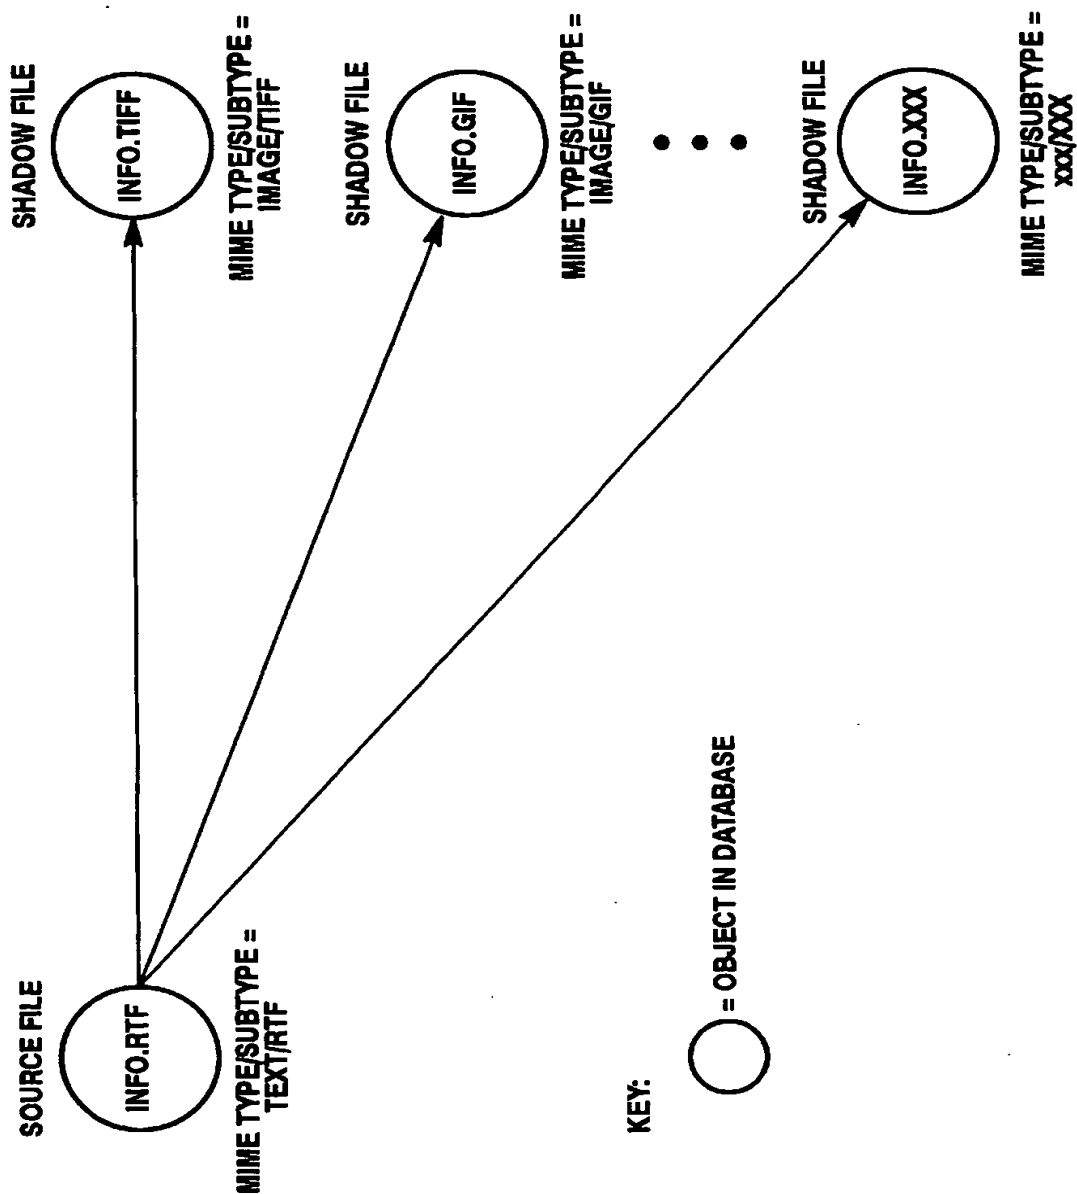 SOURCE FILE
INFO.RTF
MIME TYPE/SUBTYPE =
TEXT/RTF
SHADOW FILE
INFO.TIFF
MIME TYPE/SUBTYPE =
IMAGE/TIFF
SHADOW FILE
INFO.GIF
MIME TYPE/SUBTYPE =
IMAGE/GIF
SHADOW FILE
INFO.XXX
MIME TYPE/SUBTYPE =
XXX/XXX
KEY:
= OBJECT IN DATABASE